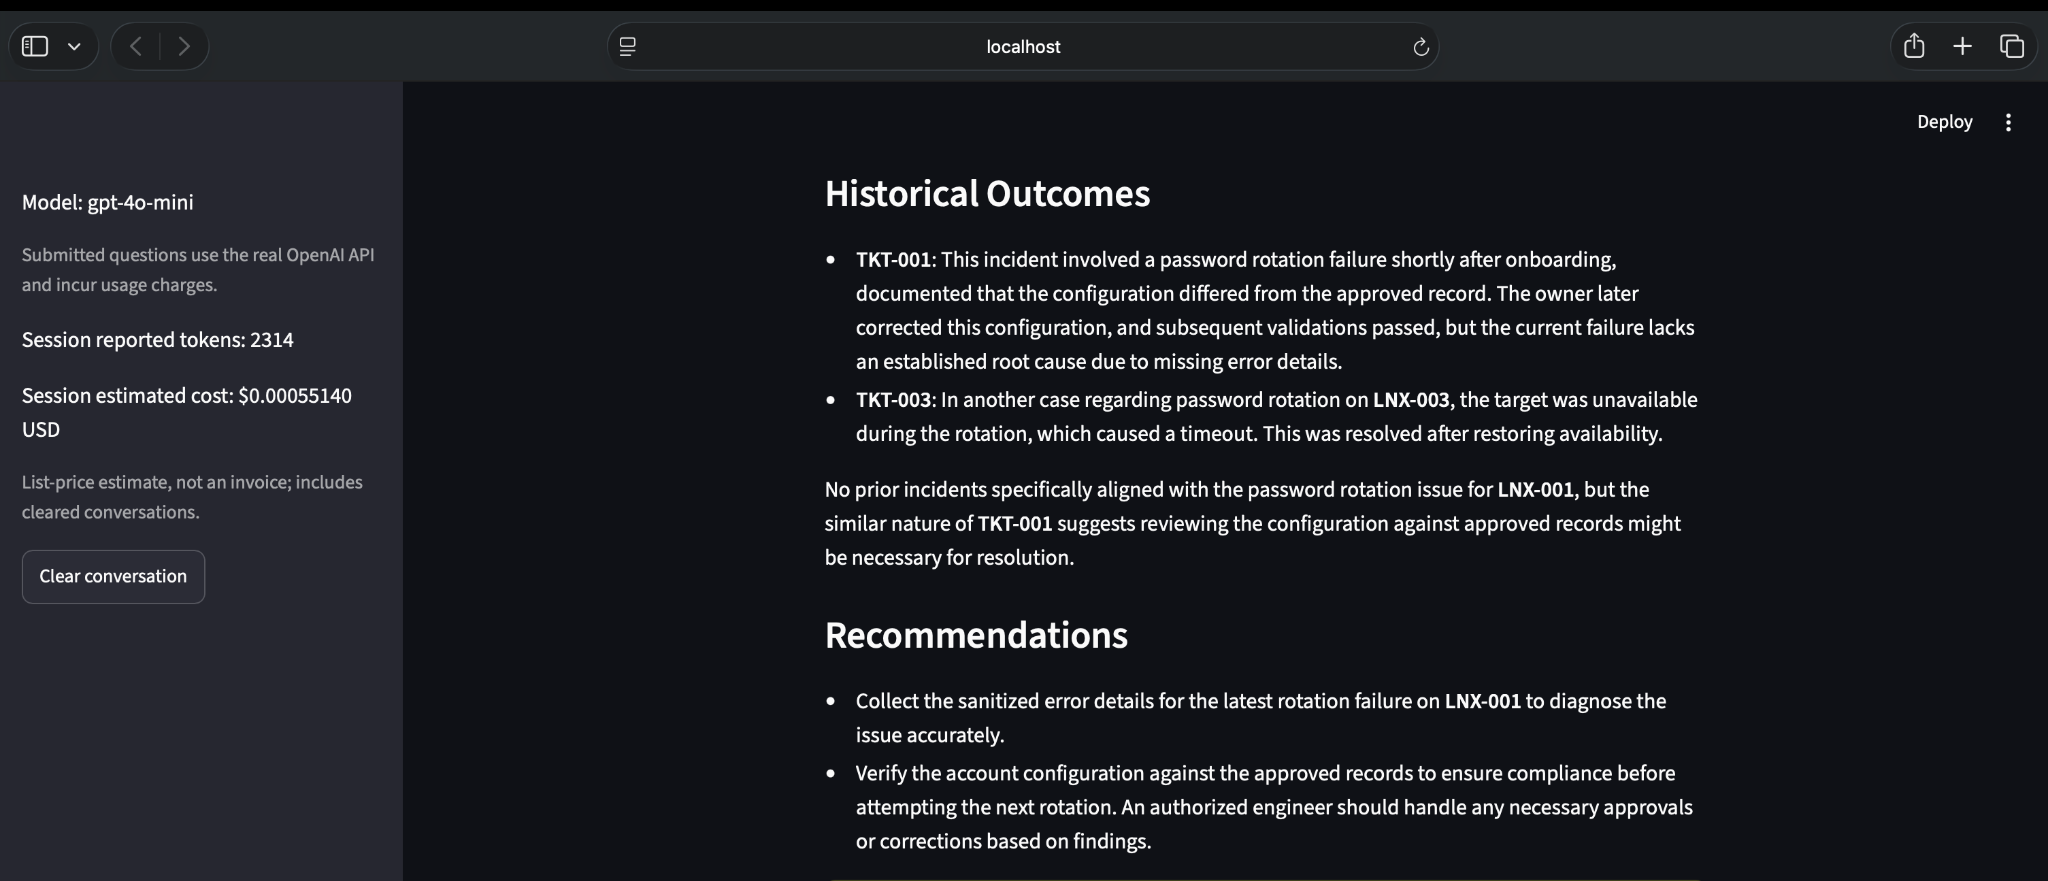 localhost
Deploy
Model: gpt-4o-mini
Submitted questions use the real OpenAI API
and incur usage charges.
Session reported tokens: 2314
Session estimated cost: $0.00055140
USD
List-price estimate, not an invoice; includes
cleared conversations.
Clear conversation
Historical Outcomes
• TKT-001: This incident involved a password rotation failure shortly after onboarding,
documented that the configuration differed from the approved record. The owner later
corrected this configuration, and subsequent validations passed, but the current failure lacks
an established root cause due to missing error details.
• TKT-003: In another case regarding password rotation on LNX-003, the target was unavailable
during the rotation, which caused a timeout. This was resolved after restoring availability.
No prior incidents specifically aligned with the password rotation issue for LNX-001, but the
similar nature of TKT-001 suggests reviewing the configuration against approved records might
be necessary for resolution.
Recommendations
• Collect the sanitized error details for the latest rotation failure on LNX-001 to diagnose the
issue accurately.
• Verify the account configuration against the approved records to ensure compliance before
attempting the next rotation. An authorized engineer should handle any necessary approvals
or corrections based on findings.